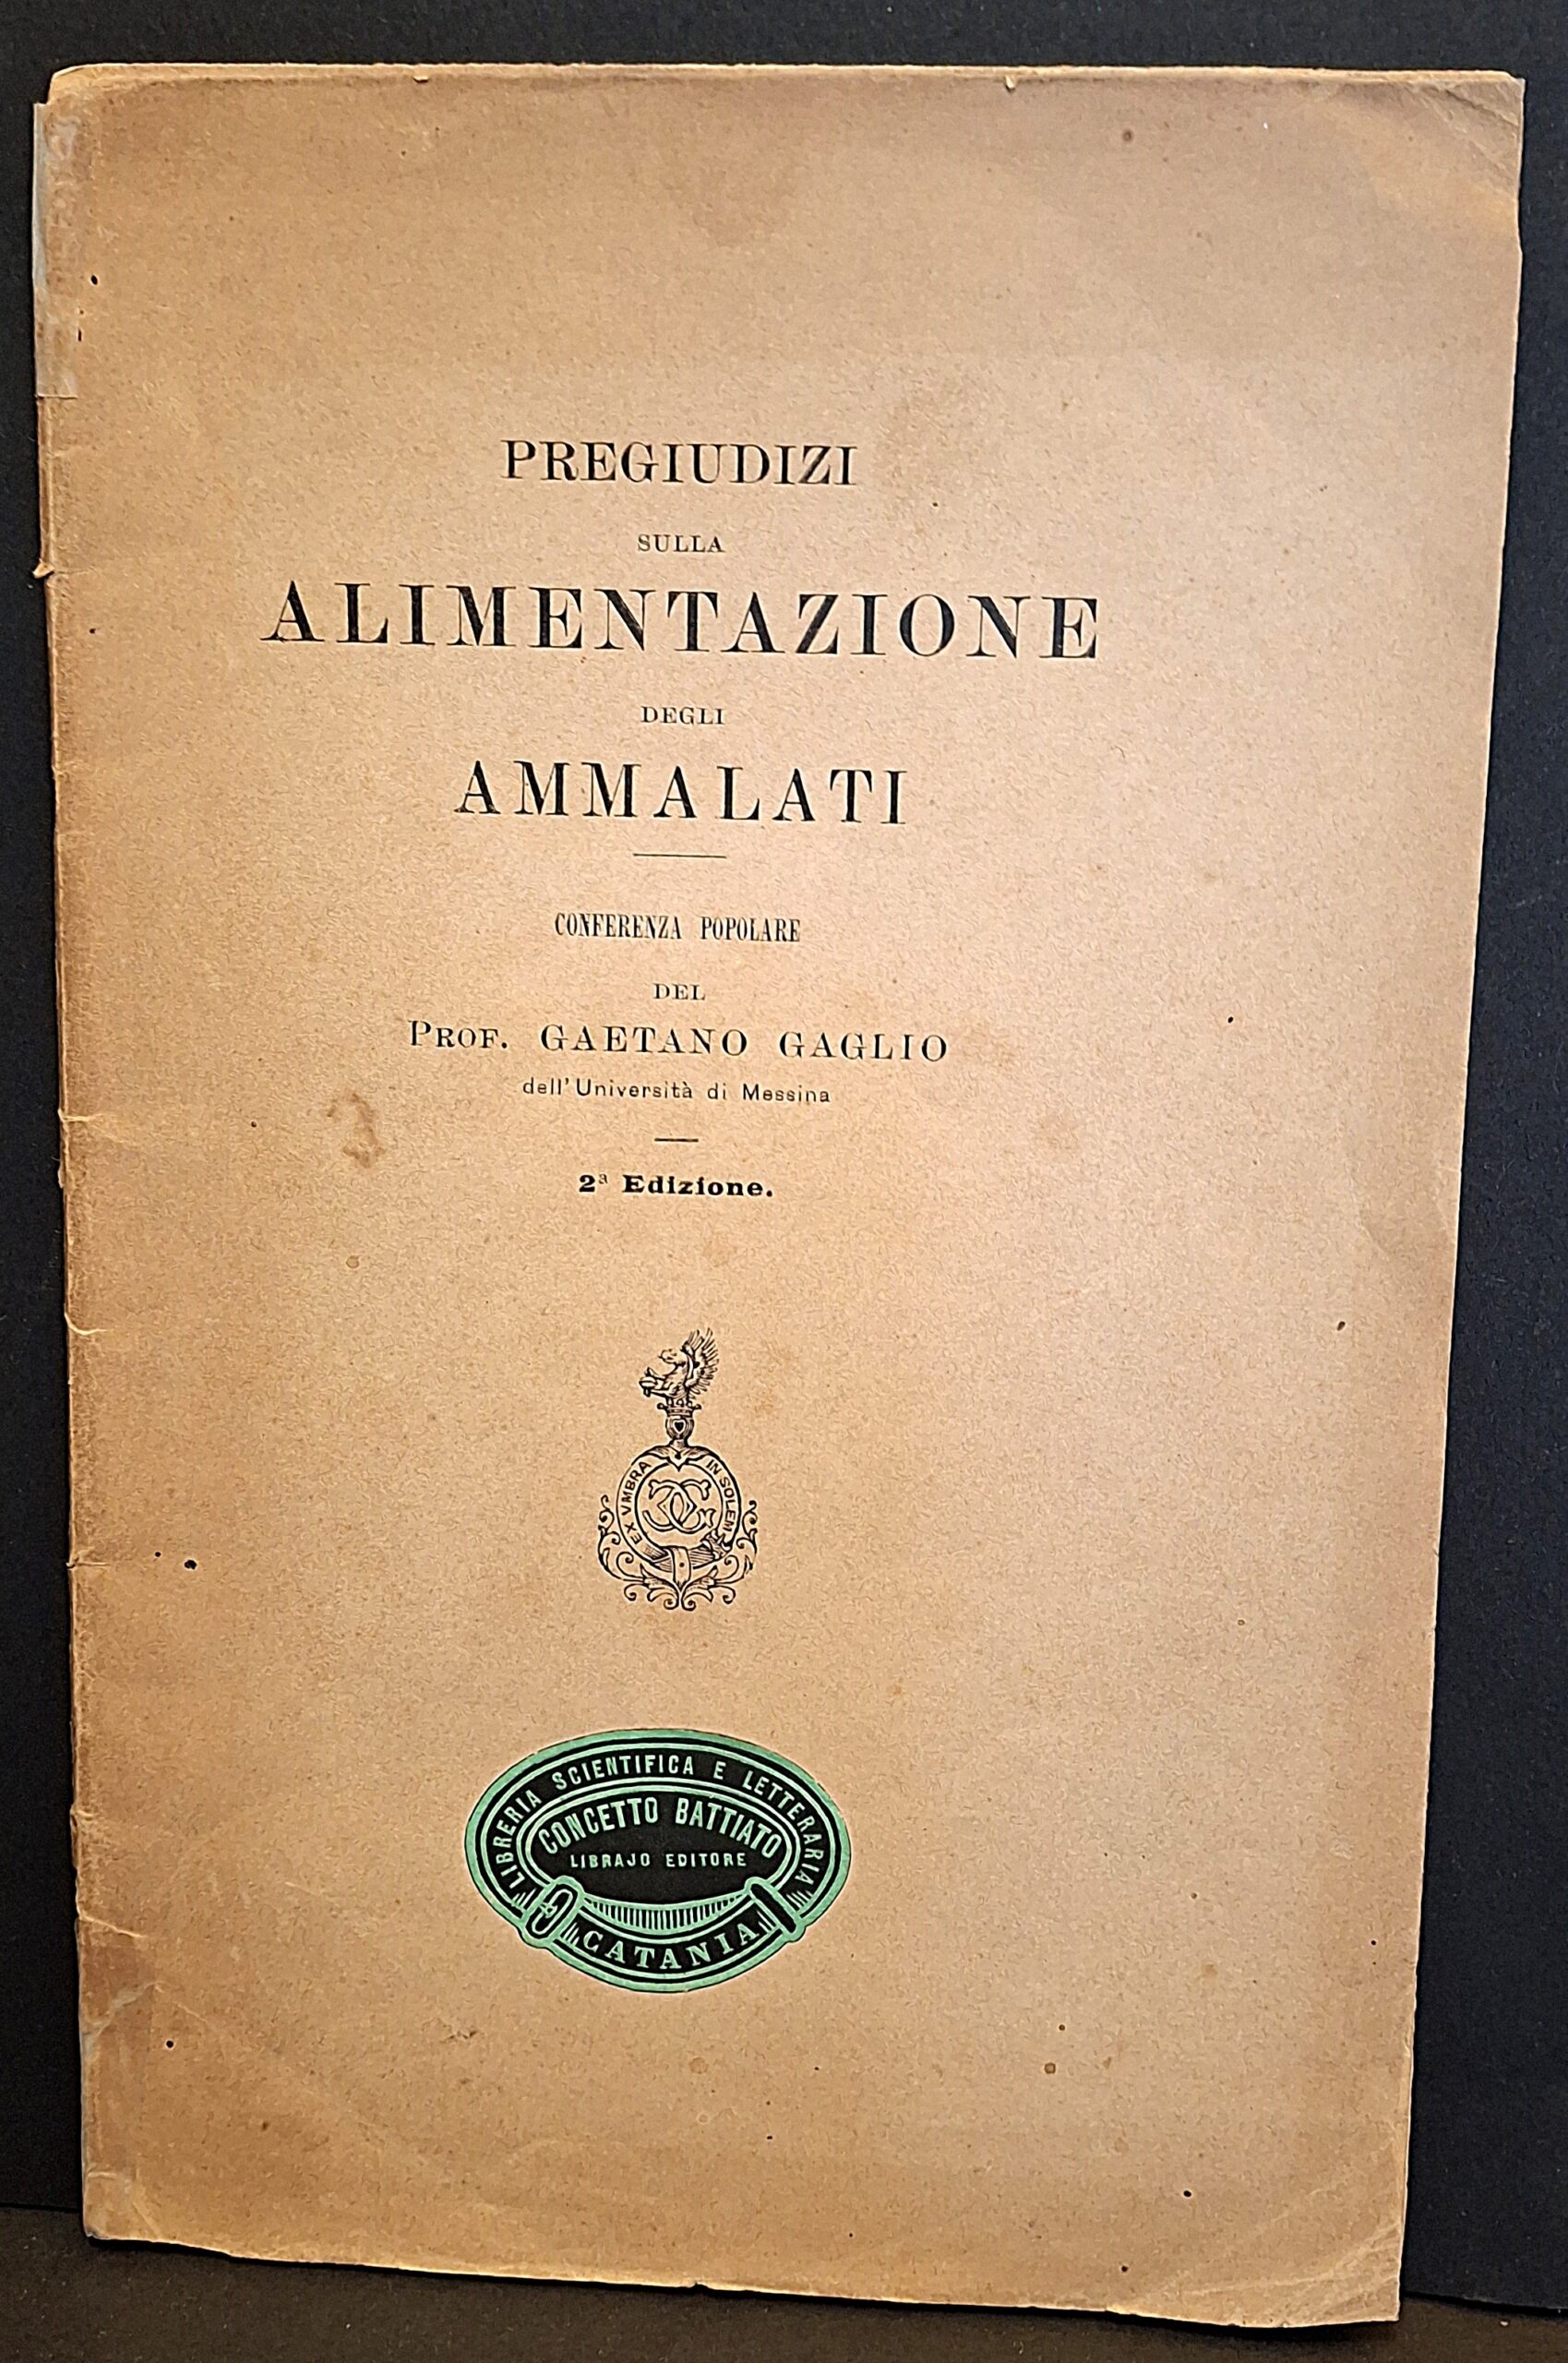 PREGIUDIZI
SULLA
ALIMENTAZIONE
DEGLI
AMMALATI
CONFERENZA POPOLARE
DEL
PROF. GAETANO GAGLIO
dell'Università di Messina
2ª Edizione.
EX VMBRA IN SOLEM
LIBRERIA SCIENTIFICA E LETTERARIA
CONCETTO BATTIATO
LIBRAJO EDITORE
CATANIA